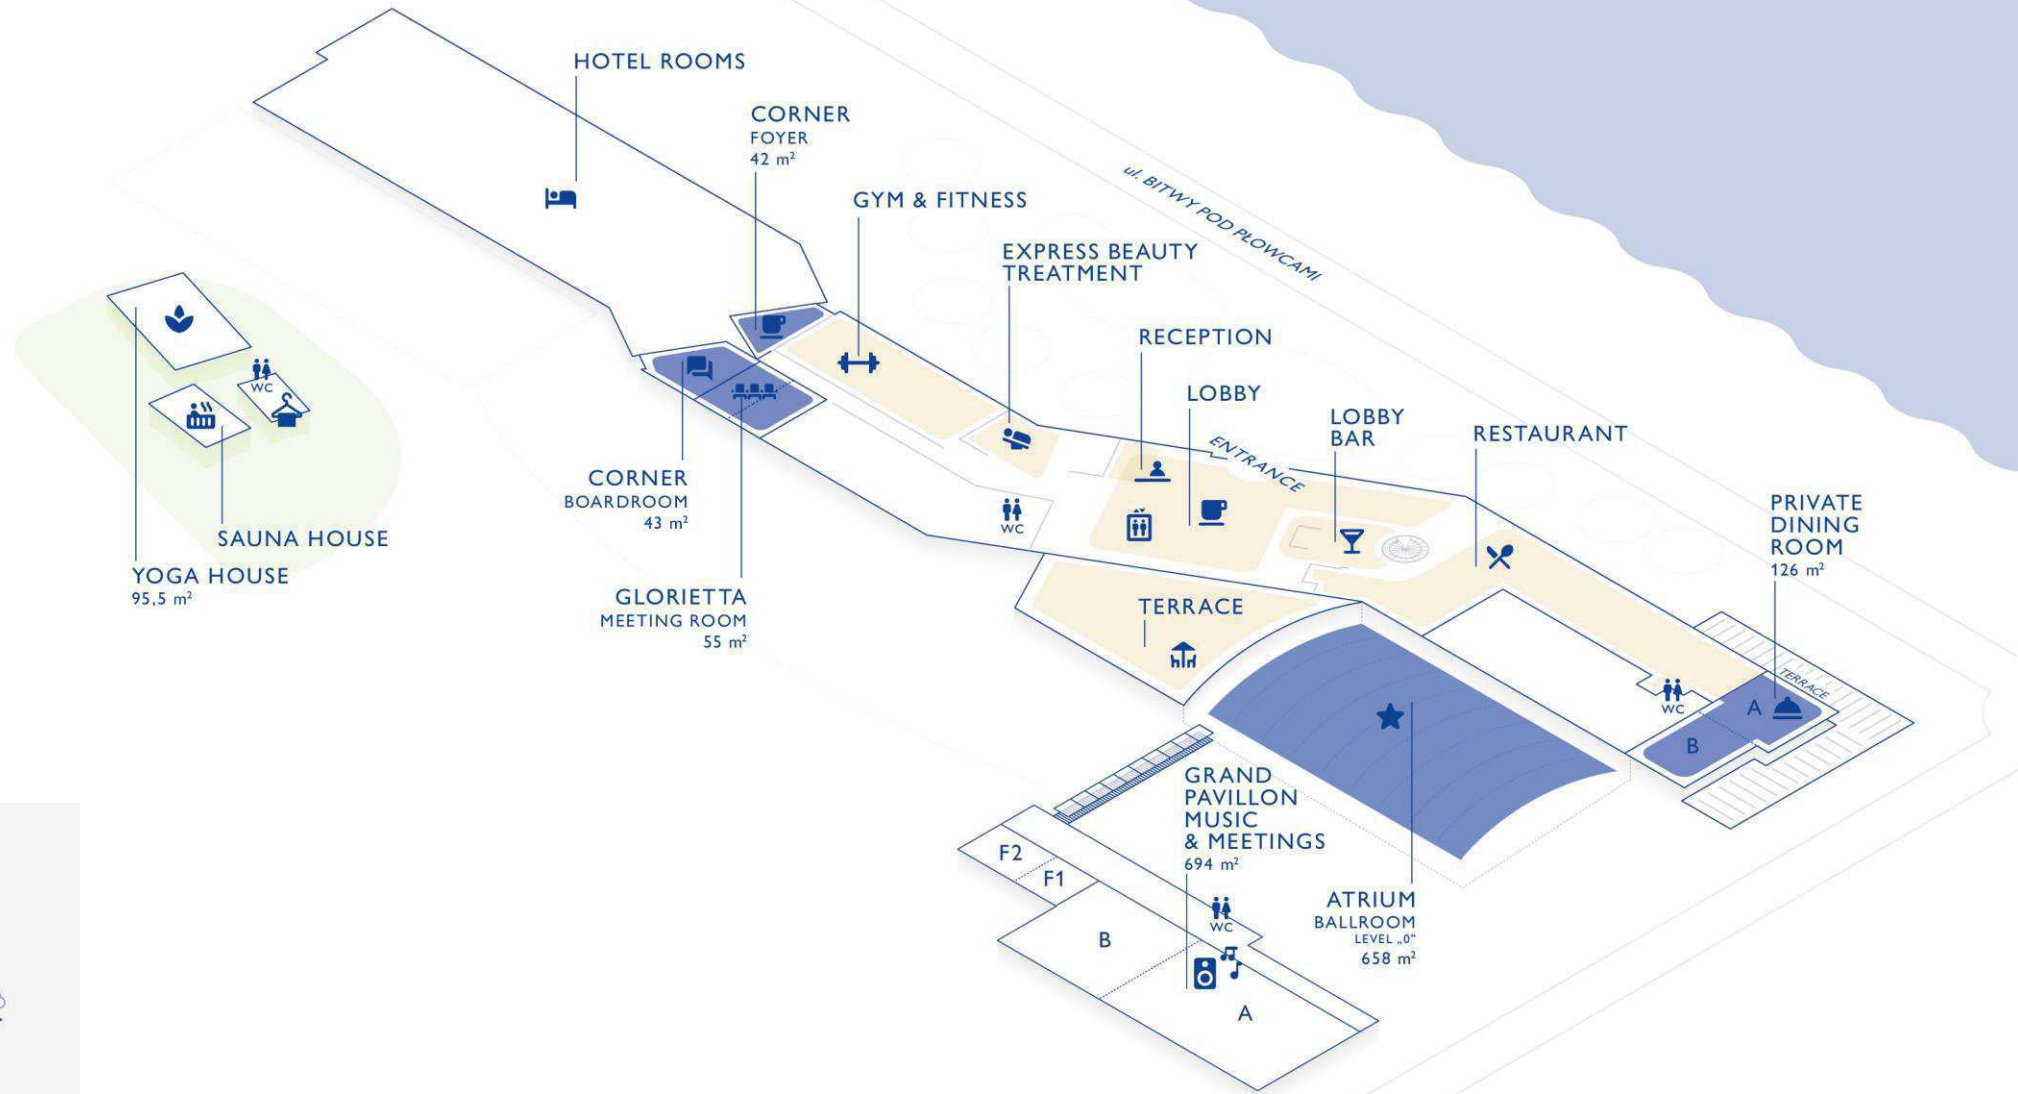 HOTEL ROOMS
CORNER
FOYER
42 m²
GYM & FITNESS
EXPRESS BEAUTY
TREATMENT
ul. BITWY POD PŁOWCAMI
RECEPTION
LOBBY
ENTRANCE
LOBBY
BAR
RESTAURANT
PRIVATE
DINING
ROOM
126 m²
WC
SAUNA HOUSE
YOGA HOUSE
95,5 m²
CORNER
BOARDROOM
43 m²
GLORIETTA
MEETING ROOM
55 m²
WC
TERRACE
TERRACE
WC
A
B
GRAND
PAVILLON
MUSIC
& MEETINGS
694 m²
F2
F1
B
WC
A
ATRIUM
BALLROOM
LEVEL „0"
658 m²